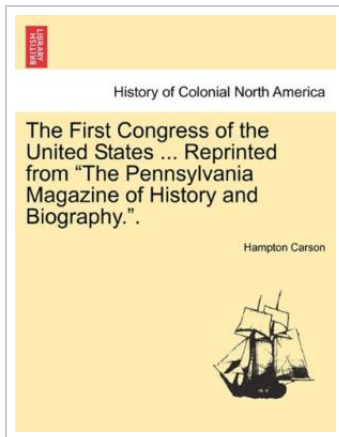 BRITISH
LIBRARY
History of Colonial North America
The First Congress of the
United States ... Reprinted
from “The Pennsylvania
Magazine of History and
Biography.”.
Hampton Carson